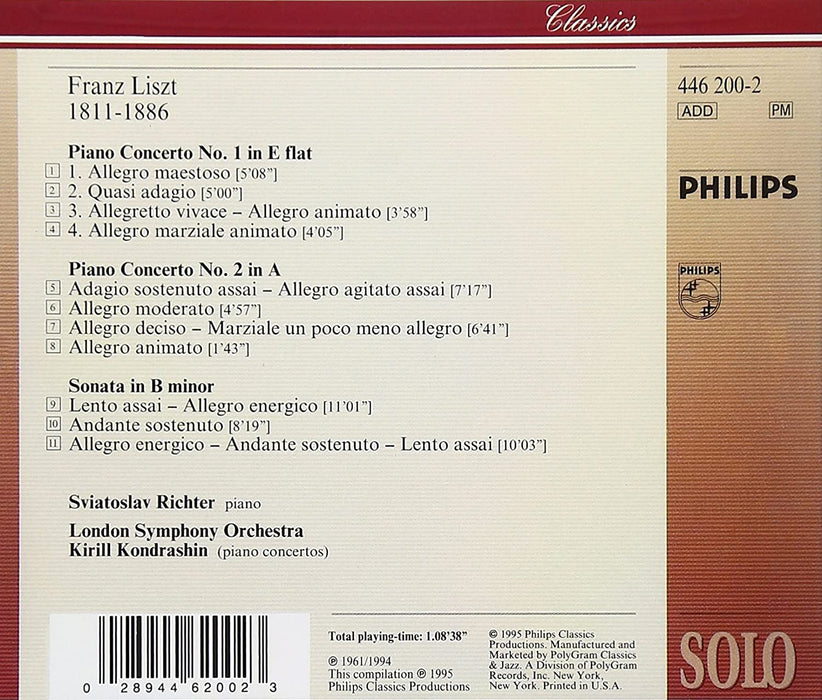 Classics
Franz Liszt
1811-1886
Piano Concerto No. 1 in E flat
1 1. Allegro maestoso [5'08"]
2 2. Quasi adagio [5'00"]
3 3. Allegretto vivace – Allegro animato [3'58"]
4 4. Allegro marziale animato [4'05"]
Piano Concerto No. 2 in A
5 Adagio sostenuto assai – Allegro agitato assai [7'17"]
6 Allegro moderato [4'57"]
7 Allegro deciso – Marziale un poco meno allegro [6'41"]
8 Allegro animato [1'43"]
Sonata in B minor
9 Lento assai – Allegro energico [11'01"]
10 Andante sostenuto [8'19"]
11 Allegro energico – Andante sostenuto – Lento assai [10'03"]
Sviatoslav Richter piano
London Symphony Orchestra
Kirill Kondrashin (piano concertos)
0 28944 62002 3
Total playing-time: 1.08'38"
℗ 1961/1994
This compilation ℗ 1995
Philips Classics Productions
© 1995 Philips Classics
Productions. Manufactured and
Marketed by PolyGram Classics
& Jazz. A Division of PolyGram
Records, Inc. New York,
New York. Printed in U.S.A.
446 200-2
ADD PM
PHILIPS
PHILIPS
SOLO